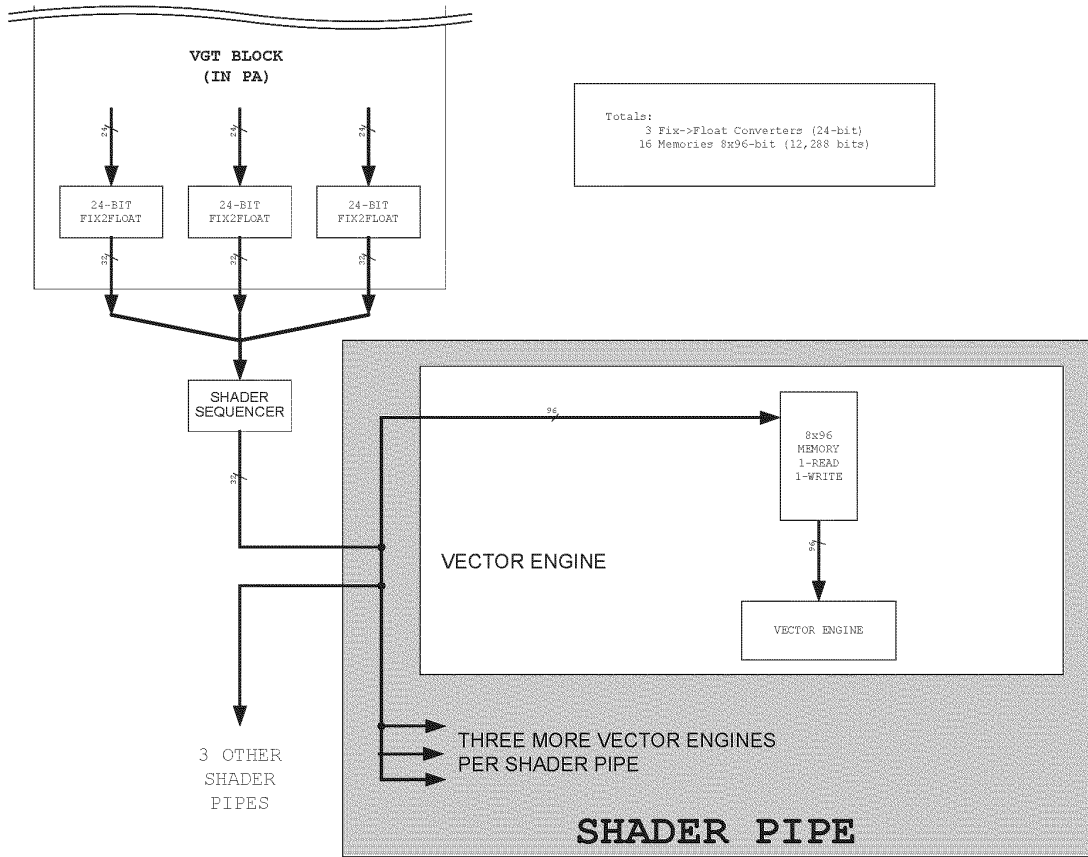 VGT BLOCK
(IN PA)
24
24
24
24-BIT
FIX2FLOAT
24-BIT
FIX2FLOAT
24-BIT
FIX2FLOAT
32
32
32
Totals:
3 Fix->Float Converters (24-bit)
16 Memories 8x96-bit (12,288 bits)
SHADER
SEQUENCER
32
96
8x96
MEMORY
1-READ
1-WRITE
96
VECTOR ENGINE
VECTOR ENGINE
3 OTHER
SHADER
PIPES
THREE MORE VECTOR ENGINES
PER SHADER PIPE
SHADER PIPE